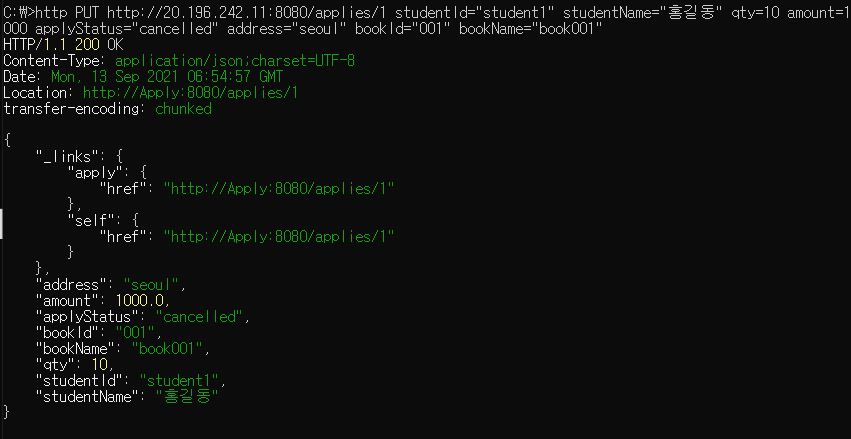 C:\>http PUT http://20.196.242.11:8080/applies/1 studentId="student1" studentName="홍길동" qty=10 amount=1
000 applyStatus="cancelled" address="seoul" bookId="001" bookName="book001"
HTTP/1.1 200 OK
Content-Type: application/json;charset=UTF-8
Date: Mon, 13 Sep 2021 06:54:57 GMT
Location: http://Apply:8080/applies/1
transfer-encoding: chunked

{
    "_links": {
        "apply": {
            "href": "http://Apply:8080/applies/1"
        },
        "self": {
            "href": "http://Apply:8080/applies/1"
        }
    },
    "address": "seoul",
    "amount": 1000.0,
    "applyStatus": "cancelled",
    "bookId": "001",
    "bookName": "book001",
    "qty": 10,
    "studentId": "student1",
    "studentName": "홍길동"
}